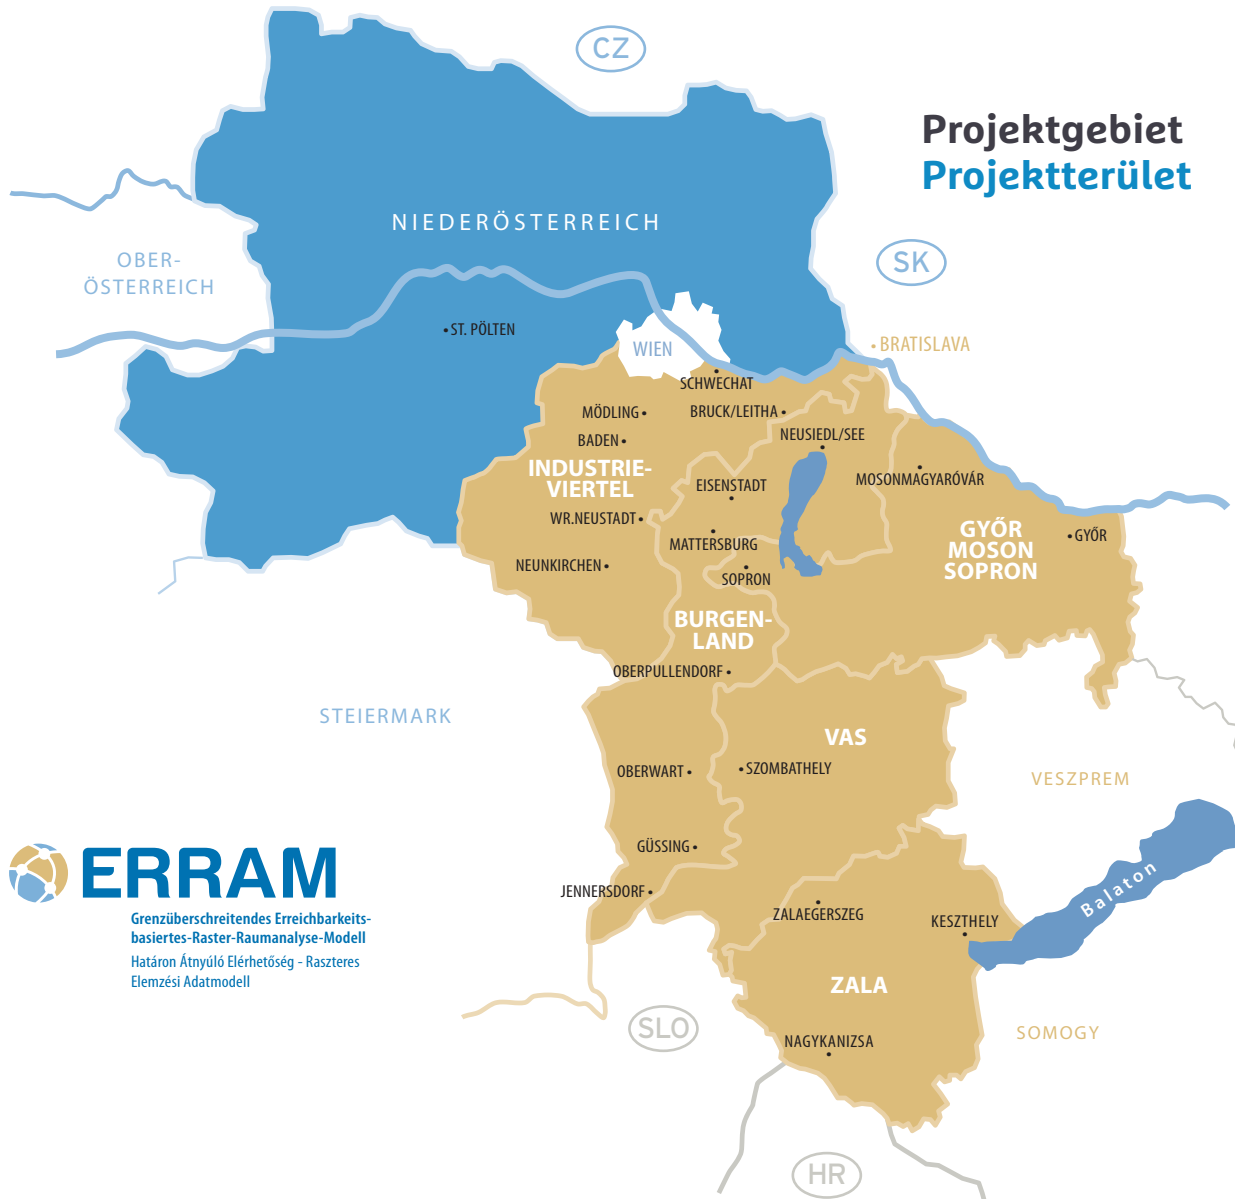 CZ
Projektgebiet
Projektterület
NIEDERÖSTERREICH
OBER-
ÖSTERREICH
SK
ST. PÖLTEN
WIEN
BRATISLAVA
SCHWECHAT
MÖDLING
BRUCK/LEITHA
BADEN
NEUSIEDL/SEE
INDUSTRIE-
VIERTEL
EISENSTADT
MOSONMAGYARÓVÁR
WR.NEUSTADT
MATTERSBURG
GYŐR
MOSON
SOPRON
GYŐR
NEUNKIRCHEN
SOPRON
BURGEN-
LAND
OBERPULLENDORF
STEIERMARK
VAS
OBERWART
SZOMBATHELY
VESZPREM
GÜSSING
ERRAM
Grenzüberschreitendes Erreichbarkeits-
basiertes-Raster-Raumanalyse-Modell
Határon Átnyúló Elérhetőség - Raszteres
Elemzési Adatmodell
JENNERSDORF
ZALAEGERSZEG
KESZTHELY
Balaton
ZALA
SLO
SOMOGY
NAGYKANIZSA
HR